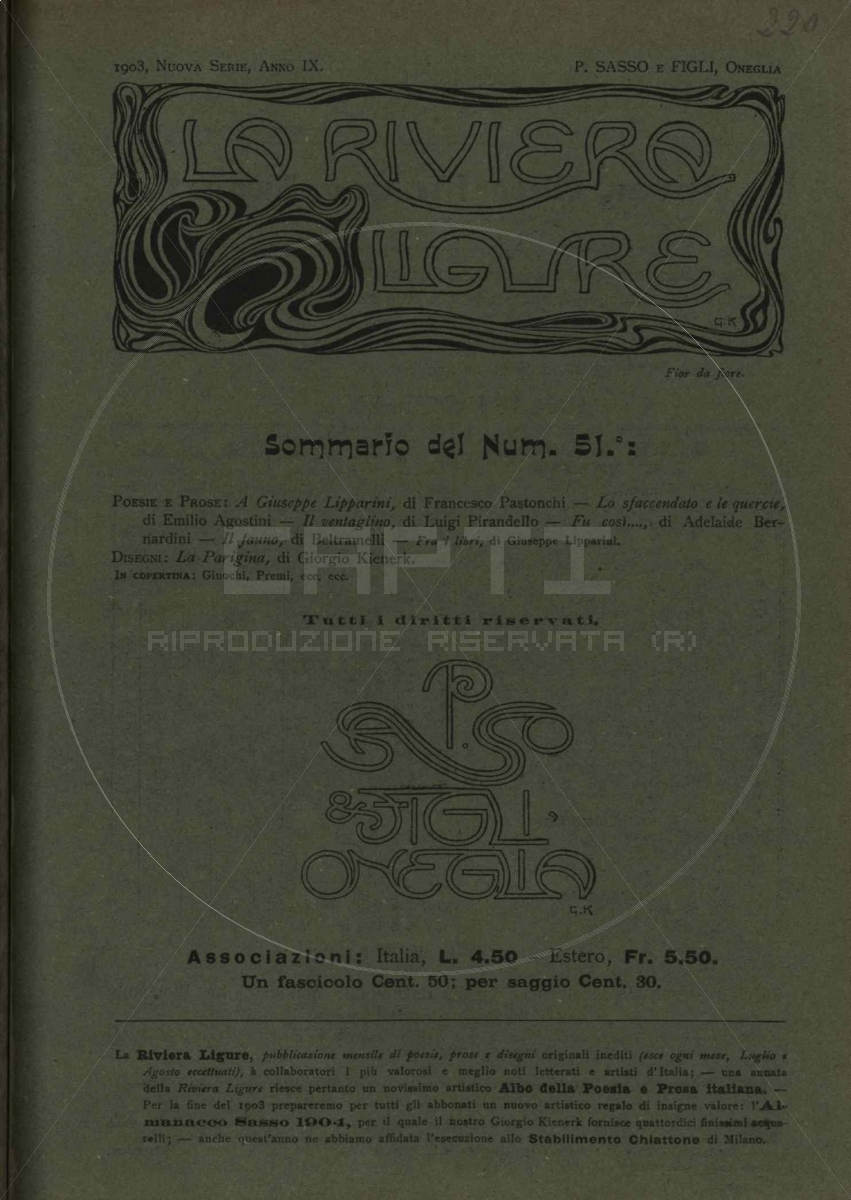 220
1903, Nuova Serie, Anno IX.
P. SASSO e FIGLI, Oneglia
LA RIVIERA
LIGURE
G. K
Fior da fiore.
Sommario del Num. 51.°:
Poesie e Prose: A Giuseppe Lipparini, di Francesco Pastonchi — Lo sfaccendato e le quercie,
di Emilio Agostini — Il ventaglino, di Luigi Pirandello — Fu così...., di Adelaide Ber-
nardini — Il fauno, di Beltramelli — Fra i libri, di Giuseppe Lipparini.
Disegni: La Parigina, di Giorgio Kienerk.
In copertina: Giuochi, Premi, ecc. ecc.
Tutti i diritti riservati.
RIPRODUZIONE RISERVATA (R)
P. SASSO
& FIGLI,
ONEGLIA
G. K
Associazioni: Italia, L. 4.50 — Estero, Fr. 5.50.
Un fascicolo Cent. 50; per saggio Cent. 30.
La Riviera Ligure, pubblicazione mensile di poesie, prose e disegni originali inediti (esce ogni mese, Luglio e
Agosto eccettuati), à collaboratori i più valorosi e meglio noti letterati e artisti d'Italia; — una annata
della Riviera Ligure riesce pertanto un novissimo artistico Albo della Poesia e Prosa italiana. —
Per la fine del 1903 prepareremo per tutti gli abbonati un nuovo artistico regalo di insigne valore: l'Al-
manacco Sasso 1904, per il quale il nostro Giorgio Kienerk fornisce quattordici finissimi acqua-
relli; — anche quest'anno ne abbiamo affidata l'esecuzione allo Stabilimento Chiattone di Milano.